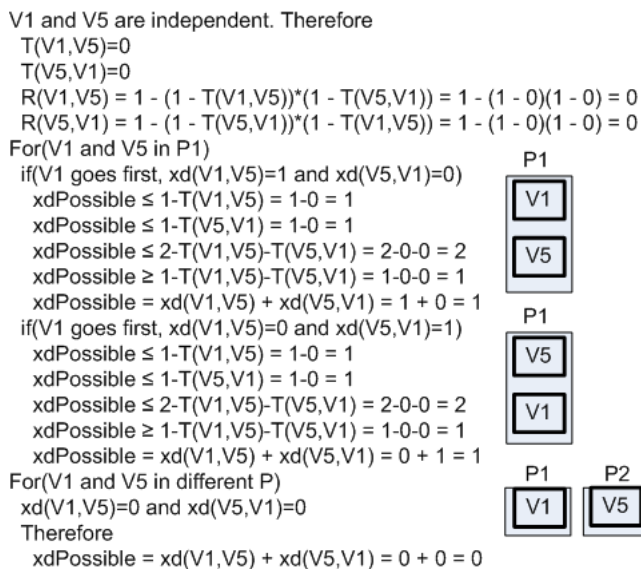 V1 and V5 are independent. Therefore
T(V1,V5)=0
T(V5,V1)=0
R(V1,V5) = 1 - (1 - T(V1,V5))*(1 - T(V5,V1)) = 1 - (1 - 0)(1 - 0) = 0
R(V5,V1) = 1 - (1 - T(V5,V1))*(1 - T(V1,V5)) = 1 - (1 - 0)(1 - 0) = 0
For(V1 and V5 in P1)
if(V1 goes first, xd(V1,V5)=1 and xd(V5,V1)=0)
xdPossible ≤ 1-T(V1,V5) = 1-0 = 1
xdPossible ≤ 1-T(V5,V1) = 1-0 = 1
xdPossible ≤ 2-T(V1,V5)-T(V5,V1) = 2-0-0 = 2
xdPossible ≥ 1-T(V1,V5)-T(V5,V1) = 1-0-0 = 1
xdPossible = xd(V1,V5) + xd(V5,V1) = 1 + 0 = 1
P1
V1
V5
if(V1 goes first, xd(V1,V5)=0 and xd(V5,V1)=1)
xdPossible ≤ 1-T(V1,V5) = 1-0 = 1
xdPossible ≤ 1-T(V5,V1) = 1-0 = 1
xdPossible ≤ 2-T(V1,V5)-T(V5,V1) = 2-0-0 = 2
xdPossible ≥ 1-T(V1,V5)-T(V5,V1) = 1-0-0 = 1
xdPossible = xd(V1,V5) + xd(V5,V1) = 0 + 1 = 1
P1
V5
V1
For(V1 and V5 in different P)
xd(V1,V5)=0 and xd(V5,V1)=0
Therefore
xdPossible = xd(V1,V5) + xd(V5,V1) = 0 + 0 = 0
P1 P2
V1 V5